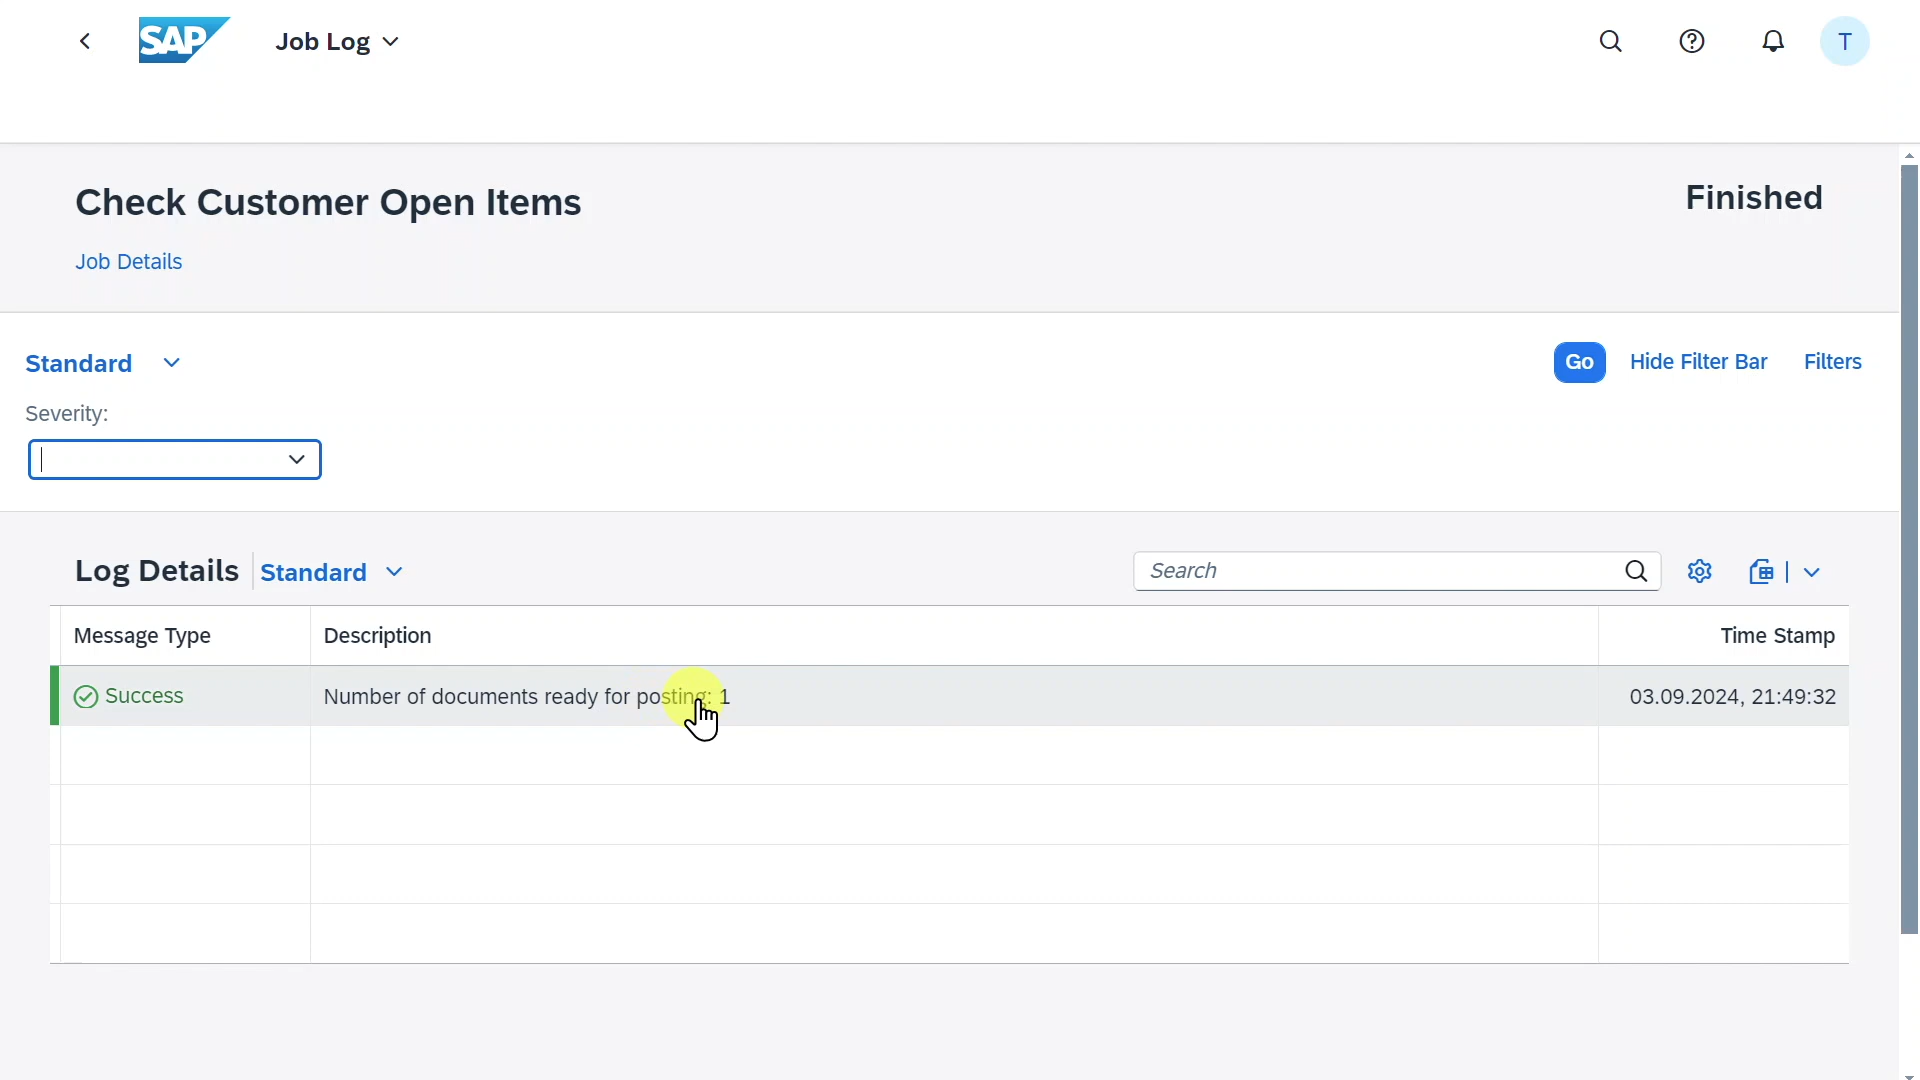 SAP
Job Log
T
Check Customer Open Items
Finished
Job Details
Standard
Go
Hide Filter Bar
Filters
Severity:
Log Details
Standard
Search
Message Type
Description
Time Stamp
Success
Number of documents ready for posting: 1
03.09.2024, 21:49:32